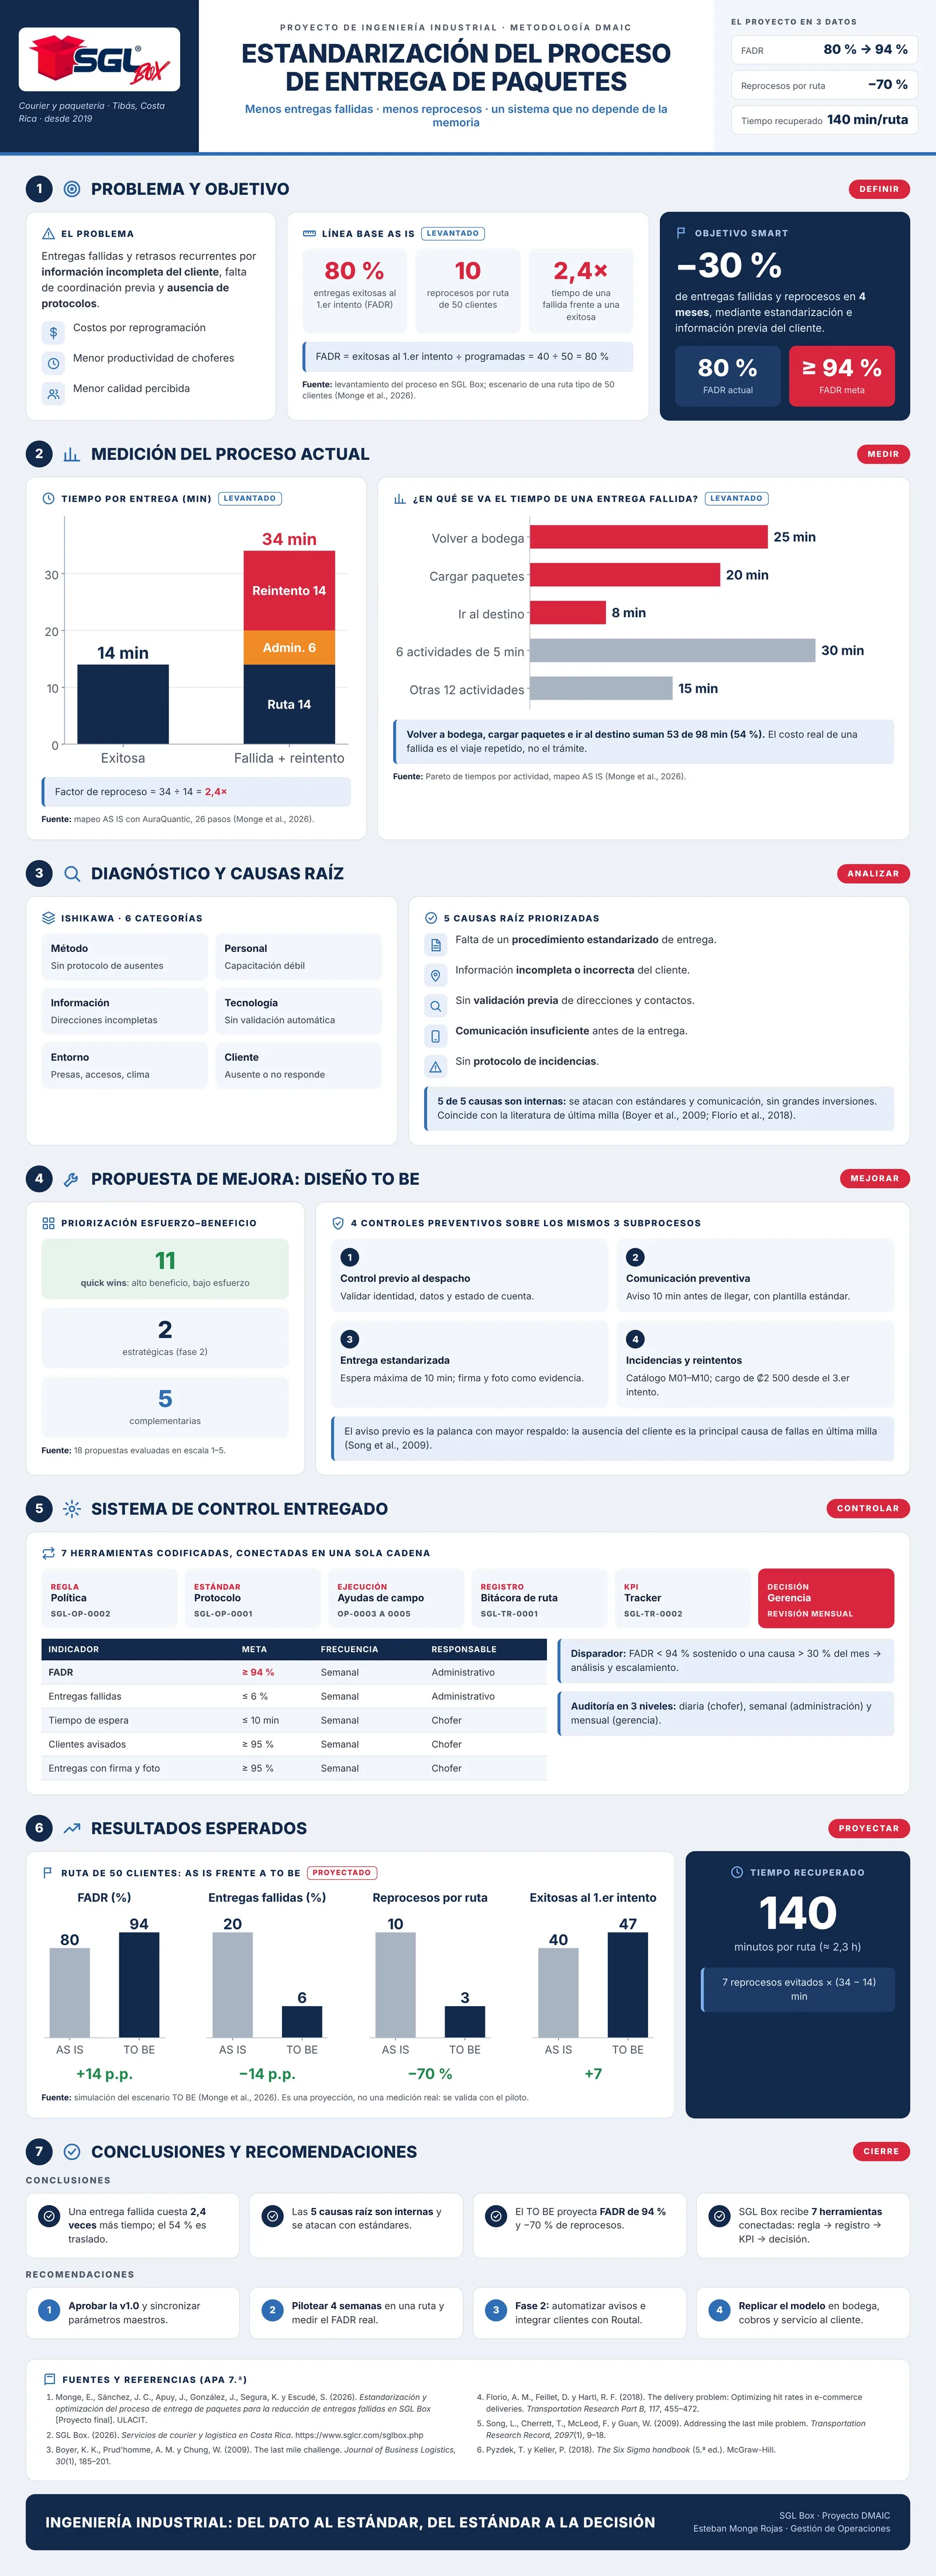 SGL®
BOX
Courier y paquetería · Tibás, Costa
Rica · desde 2019
PROYECTO DE INGENIERÍA INDUSTRIAL · METODOLOGÍA DMAIC
ESTANDARIZACIÓN DEL PROCESO
DE ENTREGA DE PAQUETES
Menos entregas fallidas · menos reprocesos · un sistema que no depende de la
memoria
EL PROYECTO EN 3 DATOS
FADR 80 % → 94 %
Reprocesos por ruta −70 %
Tiempo recuperado 140 min/ruta
1 PROBLEMA Y OBJETIVO
DEFINIR
EL PROBLEMA
Entregas fallidas y retrasos recurrentes por
información incompleta del cliente, falta
de coordinación previa y ausencia de
protocolos.
Costos por reprogramación
Menor productividad de choferes
Menor calidad percibida
LÍNEA BASE AS IS LEVANTADO
80 %
entregas exitosas al
1.er intento (FADR)
10
reprocesos por ruta
de 50 clientes
2,4×
tiempo de una
fallida frente a una
exitosa
FADR = exitosas al 1.er intento ÷ programadas = 40 ÷ 50 = 80 %
Fuente: levantamiento del proceso en SGL Box; escenario de una ruta tipo de 50
clientes (Monge et al., 2026).
OBJETIVO SMART
−30 %
de entregas fallidas y reprocesos en 4
meses, mediante estandarización e
información previa del cliente.
80 %
FADR actual
≥ 94 %
FADR meta
2 MEDICIÓN DEL PROCESO ACTUAL
MEDIR
TIEMPO POR ENTREGA (MIN) LEVANTADO
34 min
30
Reintento 14
20
14 min
Admin. 6
10
Ruta 14
0
Exitosa
Fallida + reintento
Factor de reproceso = 34 ÷ 14 = 2,4×
Fuente: mapeo AS IS con AuraQuantic, 26 pasos (Monge et al., 2026).
¿EN QUÉ SE VA EL TIEMPO DE UNA ENTREGA FALLIDA? LEVANTADO
Volver a bodega 25 min
Cargar paquetes 20 min
Ir al destino 8 min
6 actividades de 5 min 30 min
Otras 12 actividades 15 min
Volver a bodega, cargar paquetes e ir al destino suman 53 de 98 min (54 %). El costo real de una
fallida es el viaje repetido, no el trámite.
Fuente: Pareto de tiempos por actividad, mapeo AS IS (Monge et al., 2026).
3 DIAGNÓSTICO Y CAUSAS RAÍZ
ANALIZAR
ISHIKAWA · 6 CATEGORÍAS
Método
Sin protocolo de ausentes
Personal
Capacitación débil
Información
Direcciones incompletas
Tecnología
Sin validación automática
Entorno
Presas, accesos, clima
Cliente
Ausente o no responde
5 CAUSAS RAÍZ PRIORIZADAS
Falta de un procedimiento estandarizado de entrega.
Información incompleta o incorrecta del cliente.
Sin validación previa de direcciones y contactos.
Comunicación insuficiente antes de la entrega.
Sin protocolo de incidencias.
5 de 5 causas son internas: se atacan con estándares y comunicación, sin grandes inversiones.
Coincide con la literatura de última milla (Boyer et al., 2009; Florio et al., 2018).
4 PROPUESTA DE MEJORA: DISEÑO TO BE
MEJORAR
PRIORIZACIÓN ESFUERZO–BENEFICIO
11
quick wins: alto beneficio, bajo esfuerzo
2
estratégicas (fase 2)
5
complementarias
Fuente: 18 propuestas evaluadas en escala 1–5.
4 CONTROLES PREVENTIVOS SOBRE LOS MISMOS 3 SUBPROCESOS
1
Control previo al despacho
Validar identidad, datos y estado de cuenta.
2
Comunicación preventiva
Aviso 10 min antes de llegar, con plantilla estándar.
3
Entrega estandarizada
Espera máxima de 10 min; firma y foto como evidencia.
4
Incidencias y reintentos
Catálogo M01–M10; cargo de ₡2 500 desde el 3.er
intento.
El aviso previo es la palanca con mayor respaldo: la ausencia del cliente es la principal causa de fallas en última milla
(Song et al., 2009).
5 SISTEMA DE CONTROL ENTREGADO
CONTROLAR
7 HERRAMIENTAS CODIFICADAS, CONECTADAS EN UNA SOLA CADENA
REGLA
Política
SGL-OP-0002
ESTÁNDAR
Protocolo
SGL-OP-0001
EJECUCIÓN
Ayudas de campo
OP-0003 A 0005
REGISTRO
Bitácora de ruta
SGL-TR-0001
KPI
Tracker
SGL-TR-0002
DECISIÓN
Gerencia
REVISIÓN MENSUAL
INDICADOR META FRECUENCIA RESPONSABLE
FADR ≥ 94 % Semanal Administrativo
Entregas fallidas ≤ 6 % Semanal Administrativo
Tiempo de espera ≤ 10 min Semanal Chofer
Clientes avisados ≥ 95 % Semanal Chofer
Entregas con firma y foto ≥ 95 % Semanal Chofer
Disparador: FADR < 94 % sostenido o una causa > 30 % del mes →
análisis y escalamiento.
Auditoría en 3 niveles: diaria (chofer), semanal (administración) y
mensual (gerencia).
6 RESULTADOS ESPERADOS
PROYECTAR
RUTA DE 50 CLIENTES: AS IS FRENTE A TO BE PROYECTADO
FADR (%)
80 94
AS IS TO BE
+14 p.p.
Entregas fallidas (%)
20 6
AS IS TO BE
−14 p.p.
Reprocesos por ruta
10 3
AS IS TO BE
−70 %
Exitosas al 1.er intento
40 47
AS IS TO BE
+7
Fuente: simulación del escenario TO BE (Monge et al., 2026). Es una proyección, no una medición real: se valida con el piloto.
TIEMPO RECUPERADO
140
minutos por ruta (≈ 2,3 h)
7 reprocesos evitados × (34 − 14)
min
7 CONCLUSIONES Y RECOMENDACIONES
CIERRE
CONCLUSIONES
Una entrega fallida cuesta 2,4
veces más tiempo; el 54 % es
traslado.
Las 5 causas raíz son internas y
se atacan con estándares.
El TO BE proyecta FADR de 94 %
y −70 % de reprocesos.
SGL Box recibe 7 herramientas
conectadas: regla → registro →
KPI → decisión.
RECOMENDACIONES
1 Aprobar la v1.0 y sincronizar
parámetros maestros.
2 Pilotear 4 semanas en una ruta y
medir el FADR real.
3 Fase 2: automatizar avisos e
integrar clientes con Routal.
4 Replicar el modelo en bodega,
cobros y servicio al cliente.
FUENTES Y REFERENCIAS (APA 7.ª)
1. Monge, E., Sánchez, J. C., Apuy, J., González, J., Segura, K. y Escudé, S. (2026). Estandarización y
optimización del proceso de entrega de paquetes para la reducción de entregas fallidas en SGL Box
[Proyecto final]. ULACIT.
2. SGL Box. (2026). Servicios de courier y logística en Costa Rica. https://www.sglcr.com/sglbox.php
3. Boyer, K. K., Prud'homme, A. M. y Chung, W. (2009). The last mile challenge. Journal of Business Logistics,
30(1), 185–201.
4. Florio, A. M., Feillet, D. y Hartl, R. F. (2018). The delivery problem: Optimizing hit rates in e-commerce
deliveries. Transportation Research Part B, 117, 455–472.
5. Song, L., Cherrett, T., McLeod, F. y Guan, W. (2009). Addressing the last mile problem. Transportation
Research Record, 2097(1), 9–18.
6. Pyzdek, T. y Keller, P. (2018). The Six Sigma handbook (5.ª ed.). McGraw-Hill.
INGENIERÍA INDUSTRIAL: DEL DATO AL ESTÁNDAR, DEL ESTÁNDAR A LA DECISIÓN
SGL Box · Proyecto DMAIC
Esteban Monge Rojas · Gestión de Operaciones